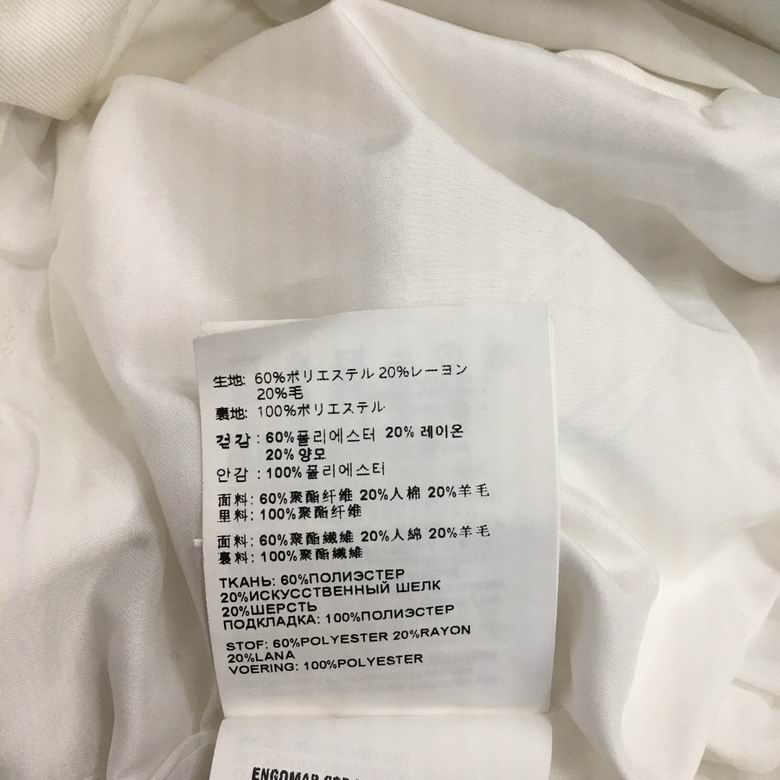 生地: 60%ポリエステル 20%レーヨン
20%毛
裏地: 100%ポリエステル
겉감 : 60%폴리에스터 20% 레이온
20% 양모
안감 : 100%폴리에스터
面料: 60%聚酯纤维 20%人棉 20%羊毛
里料: 100%聚酯纤维
面料: 60%聚酯纖維 20%人綿 20%羊毛
裏料: 100%聚酯纖維
ТКАНЬ: 60%ПОЛИЭСТЕР
20%ИСКУССТВЕННЫЙ ШЕЛК
20%ШЕРСТЬ
ПОДКЛАДКА: 100%ПОЛИЭСТЕР
STOF: 60%POLYESTER 20%RAYON
20%LANA
VOERING: 100%POLYESTER
ENGOMAR